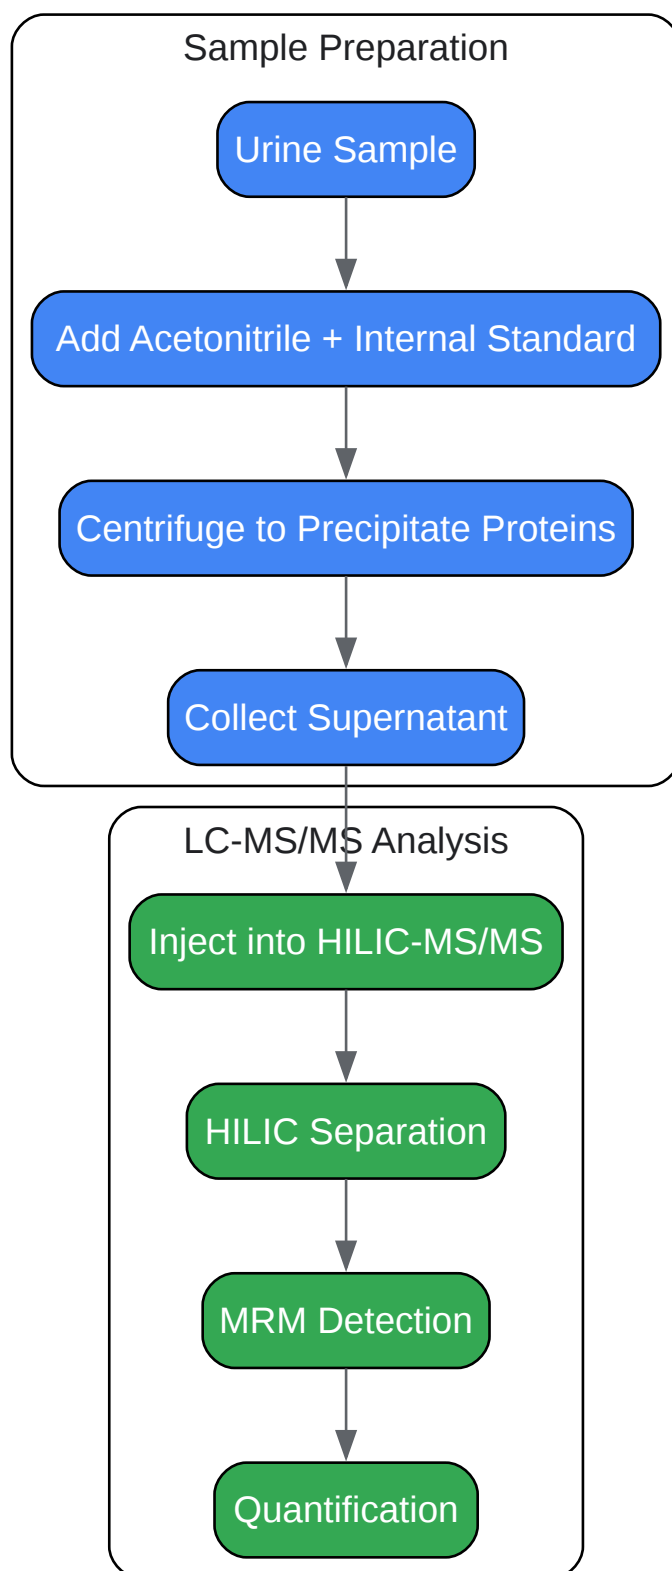 Sample Preparation
Urine Sample
Add Acetonitrile + Internal Standard
Centrifuge to Precipitate Proteins
Collect Supernatant
LC-MS/MS Analysis
Inject into HILIC-MS/MS
HILIC Separation
MRM Detection
Quantification